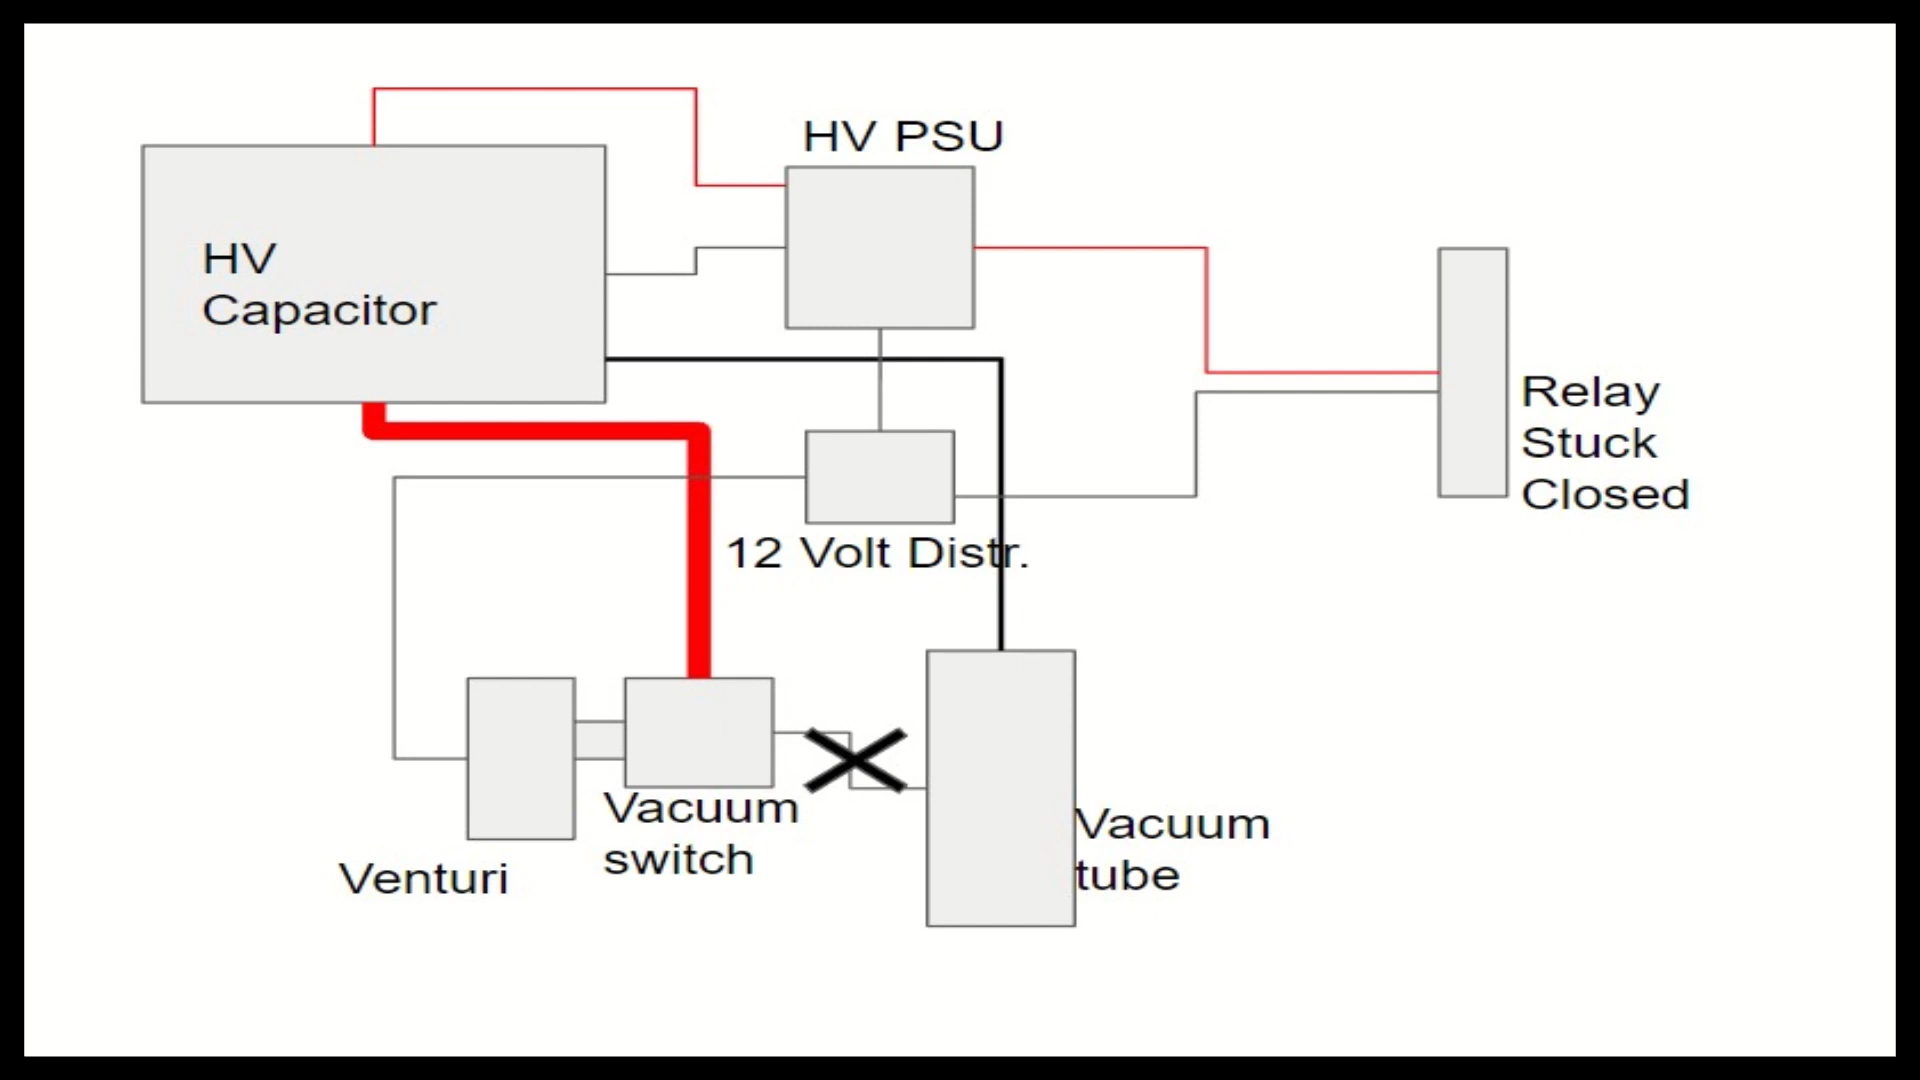 HV PSU
HV
Capacitor
Relay
Stuck
Closed
12 Volt Distr.
Vacuum
switch
Venturi
Vacuum
tube